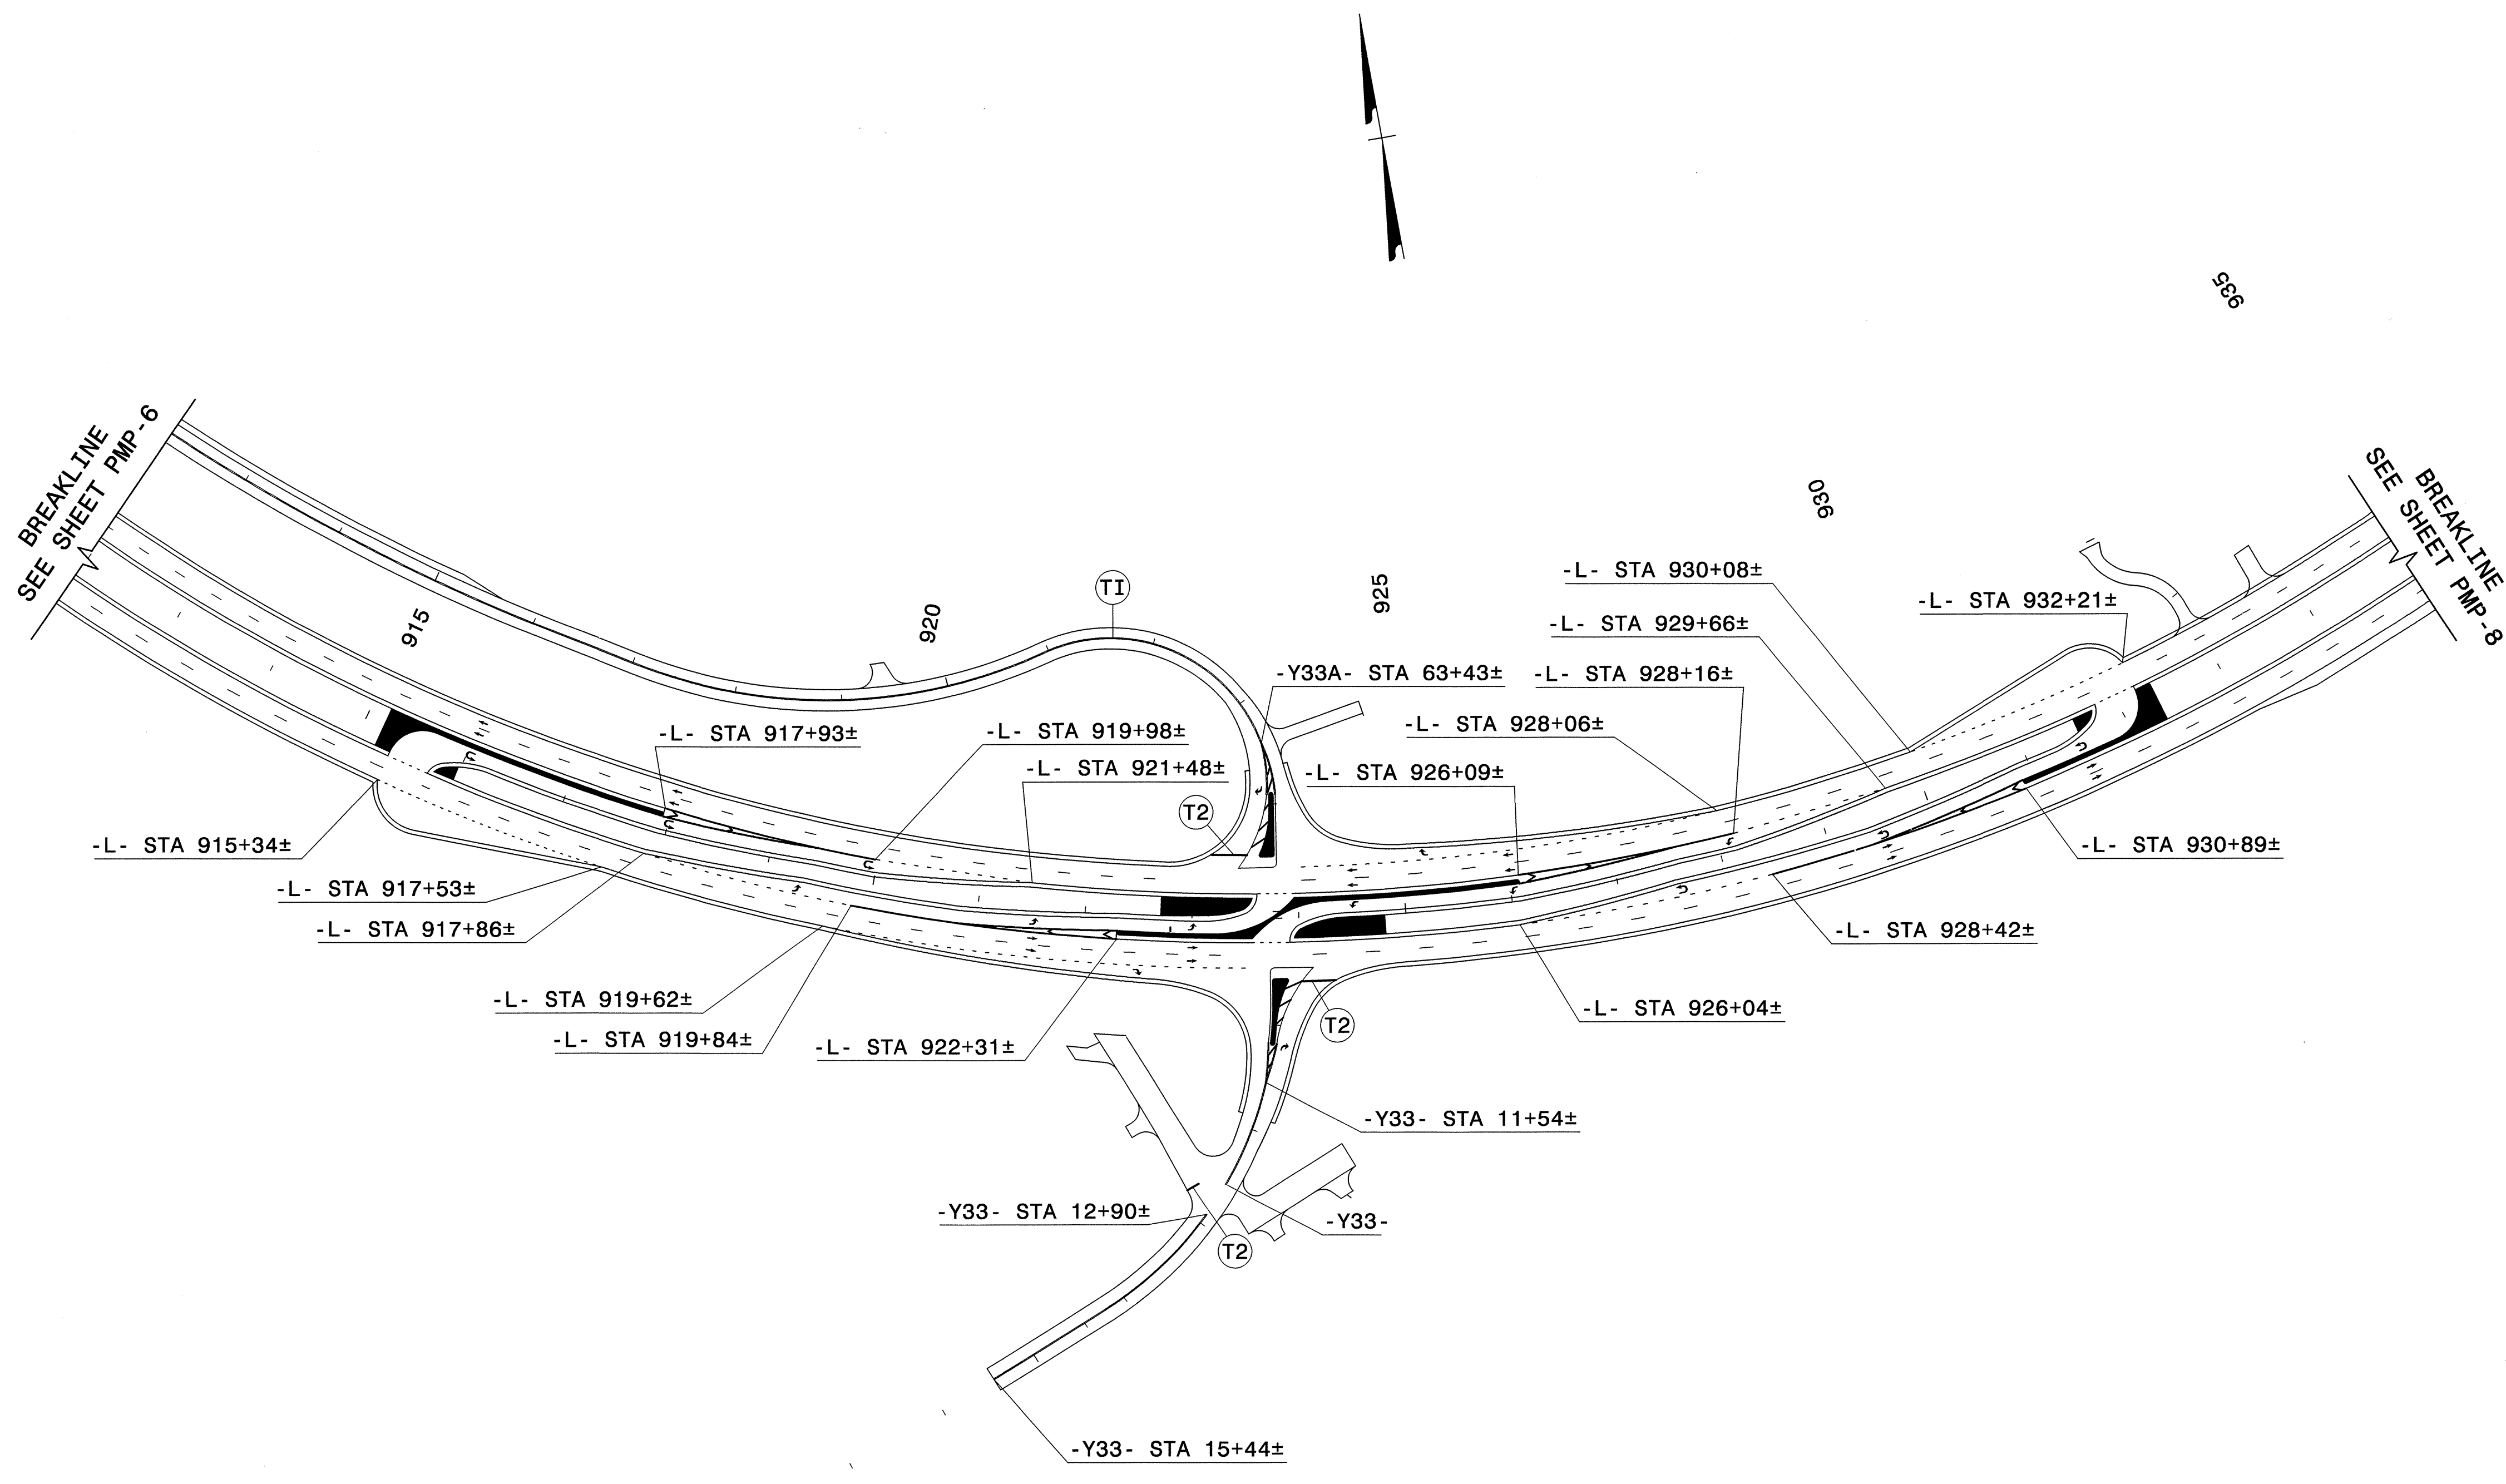 935
BREAKLINE
SEE SHEET PMP-6
BREAKLINE
SEE SHEET PMP-8
930
-L- STA 930+08±
TI
925
-L- STA 932+21±
915
920
-L- STA 929+66±
-Y33A- STA 63+43±
-L- STA 928+16±
-L- STA 917+93±
-L- STA 919+98±
-L- STA 928+06±
-L- STA 921+48±
-L- STA 926+09±
T2
-L- STA 915+34±
-L- STA 930+89±
-L- STA 917+53±
-L- STA 917+86±
-L- STA 928+42±
-L- STA 919+62±
-L- STA 926+04±
T2
-L- STA 919+84±
-L- STA 922+31±
-Y33- STA 11+54±
-Y33- STA 12+90±
-Y33-
T2
-Y33- STA 15+44±